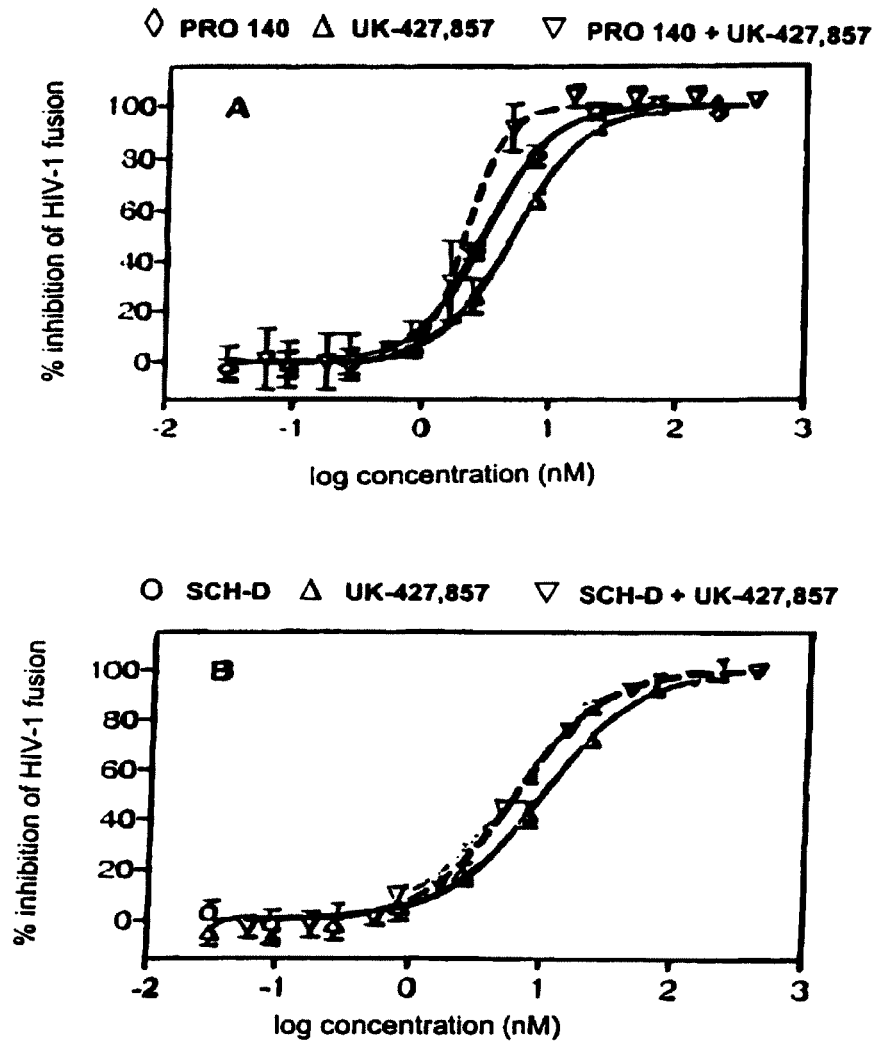 ◊ PRO 140 △ UK-427,857 ▽ PRO 140 + UK-427,857
A
% inhibition of HIV-1 fusion
100
80
60
40
20
0
-2 -1 0 1 2 3
log concentration (nM)
○ SCH-D △ UK-427,857 ▽ SCH-D + UK-427,857
B
% inhibition of HIV-1 fusion
100
80
60
40
20
0
-2 -1 0 1 2 3
log concentration (nM)